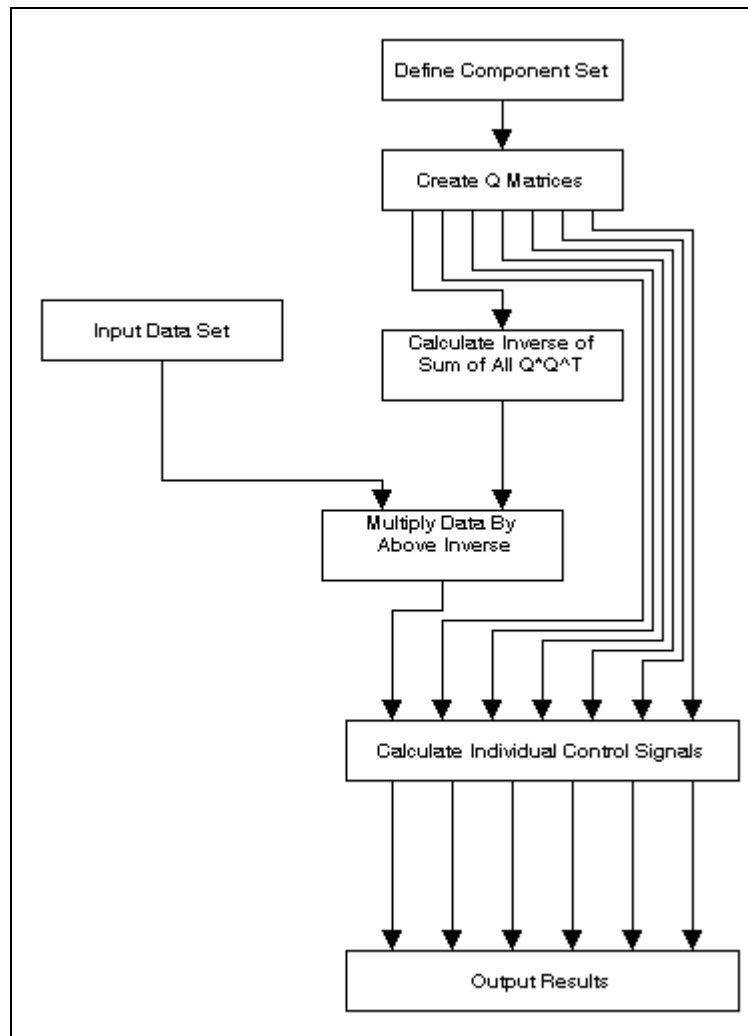 Define Component Set
Create Q Matrices
Input Data Set
Calculate Inverse of
Sum of All Q*Q^T
Multiply Data By
Above Inverse
Calculate Individual Control Signals
Output Results